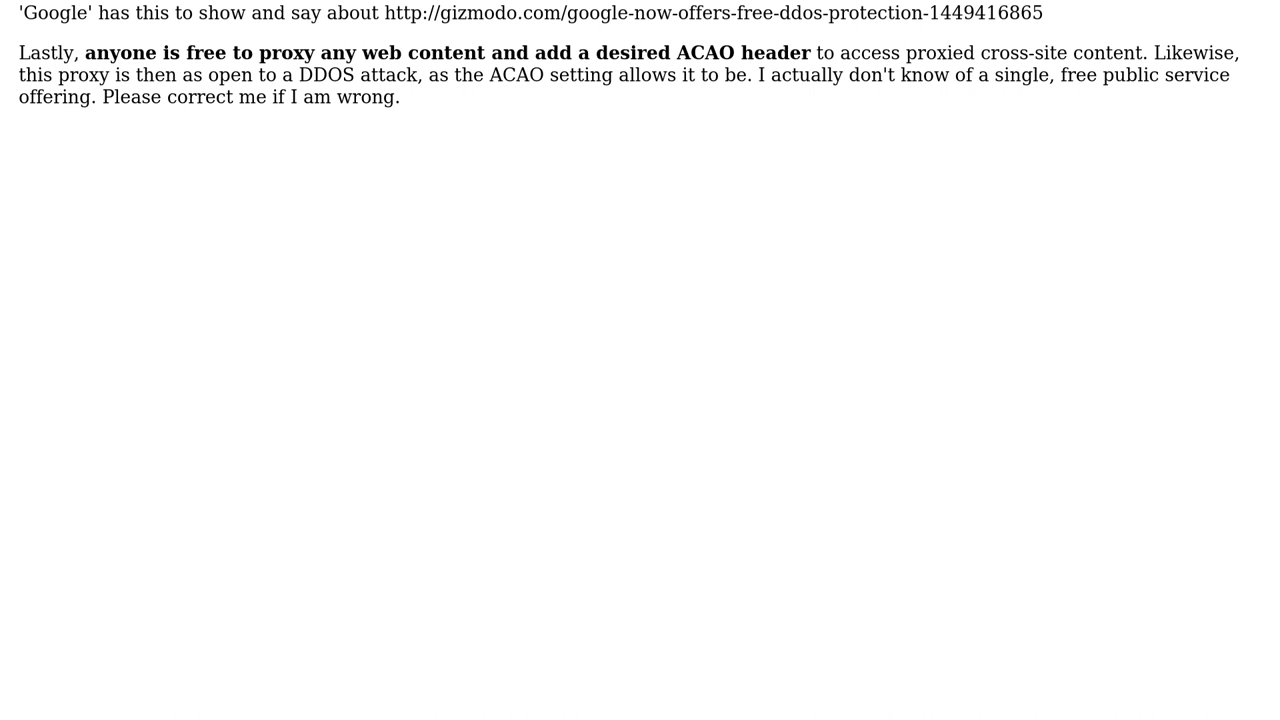 'Google' has this to show and say about http://gizmodo.com/google-now-offers-free-ddos-protection-1449416865
Lastly, anyone is free to proxy any web content and add a desired ACAO header to access proxied cross-site content. Likewise,
this proxy is then as open to a DDOS attack, as the ACAO setting allows it to be. I actually don't know of a single, free public service
offering. Please correct me if I am wrong.